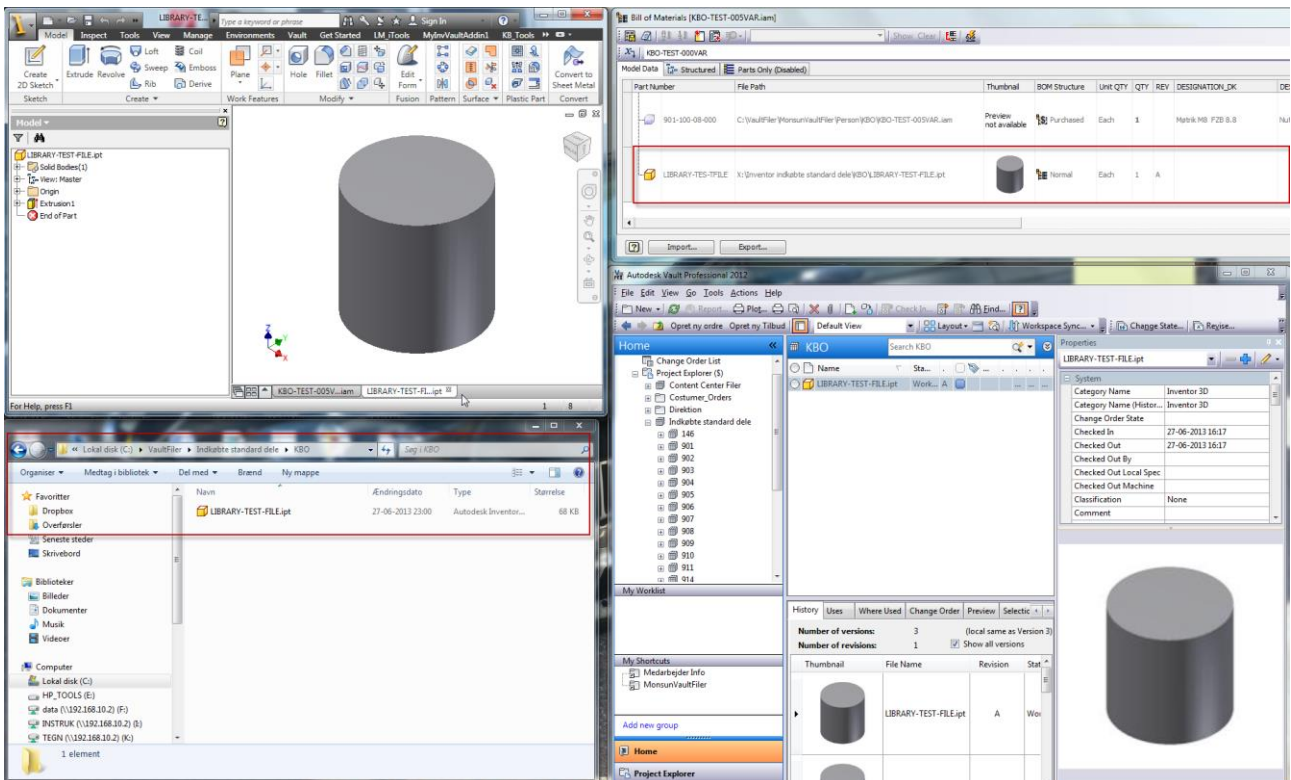 LIBRARY-TE...
Type a keyword or phrase
Sign In
Model Inspect Tools View Manage Environments Vault Get Started LM_iTools MyInvVaultAddin1 KB_Tools
Create 2D Sketch
Extrude Revolve
Loft Coil
Sweep Emboss
Rib Derive
Plane
Hole Fillet
Edit Form
Convert to Sheet Metal
Sketch Create Work Features Modify Fusion Pattern Surface Plastic Part Convert
Model
LIBRARY-TEST-FILE.ipt
Solid Bodies(1)
View: Master
Origin
Extrusion1
End of Part
Z
Y
X
KBO-TEST-005V...iam LIBRARY-TEST-FI...ipt
For Help, press F1 1 8
Bill of Materials [KBO-TEST-005VAR.iam]
Show: Clear
KBO-TEST-000VAR
Model Data Structured Parts Only (Disabled)
Part Number File Path Thumbnail BOM Structure Unit QTY QTY REV DESIGNATION_DK DES
901-100-08-000 C:\VaultFiler\MonsunVaultFiler\Person\KBO\KBO-TEST-005VAR.iam Preview not available Purchased Each 1 Møtrik M8 FZB 8.8 Nut
LIBRARY-TES-TFILE X:\Inventor indkøbte standard dele\KBO\LIBRARY-TEST-FILE.ipt Normal Each 1 A
Import... Export...
Lokal disk (C:) VaultFiler Indkøbte standard dele KBO Søg i KBO
Organiser Medtag i bibliotek Del med Brænd Ny mappe
Navn Ændringsdato Type Størrelse
LIBRARY-TEST-FILE.ipt 27-06-2013 23:00 Autodesk Inventor... 68 KB
Favoritter
Dropbox
Overførsler
Seneste steder
Skrivebord
Biblioteker
Billeder
Dokumenter
Musik
Videoer
Computer
Lokal disk (C:)
HP_TOOLS (E:)
data (\\192.168.10.2) (F:)
INSTRUK (\\192.168.10.2) (I:)
TEGN (\\192.168.10.2) (K:)
1 element
Autodesk Vault Professional 2012
File Edit View Go Tools Actions Help
New Report... Plot... Check In... Find...
Opret ny ordre Opret ny Tilbud Default View Layout Workspace Sync... Change State... Revise...
Home
Change Order List
Project Explorer ($)
Content Center Filer
Costumer_Orders
Direktion
Indkøbte standard dele
146
901
902
903
904
905
906
907
908
909
910
911
914
My Worklist
My Shortcuts
Medarbejder Info
MonsunVaultFiler
Add new group
Home
Project Explorer
KBO Search KBO
Name Sta...
LIBRARY-TEST-FILE.ipt Work... A
History Uses Where Used Change Order Preview Selectic
Number of versions: 3 (local same as Version 3)
Number of revisions: 1 Show all versions
Thumbnail File Name Revision Stat
LIBRARY-TEST-FILE.ipt A Wor
Properties
LIBRARY-TEST-FILE.ipt
System
Category Name Inventor 3D
Category Name (Histor... Inventor 3D
Change Order State
Checked In 27-06-2013 16:17
Checked Out 27-06-2013 16:17
Checked Out By
Checked Out Local Spec
Checked Out Machine
Classification None
Comment